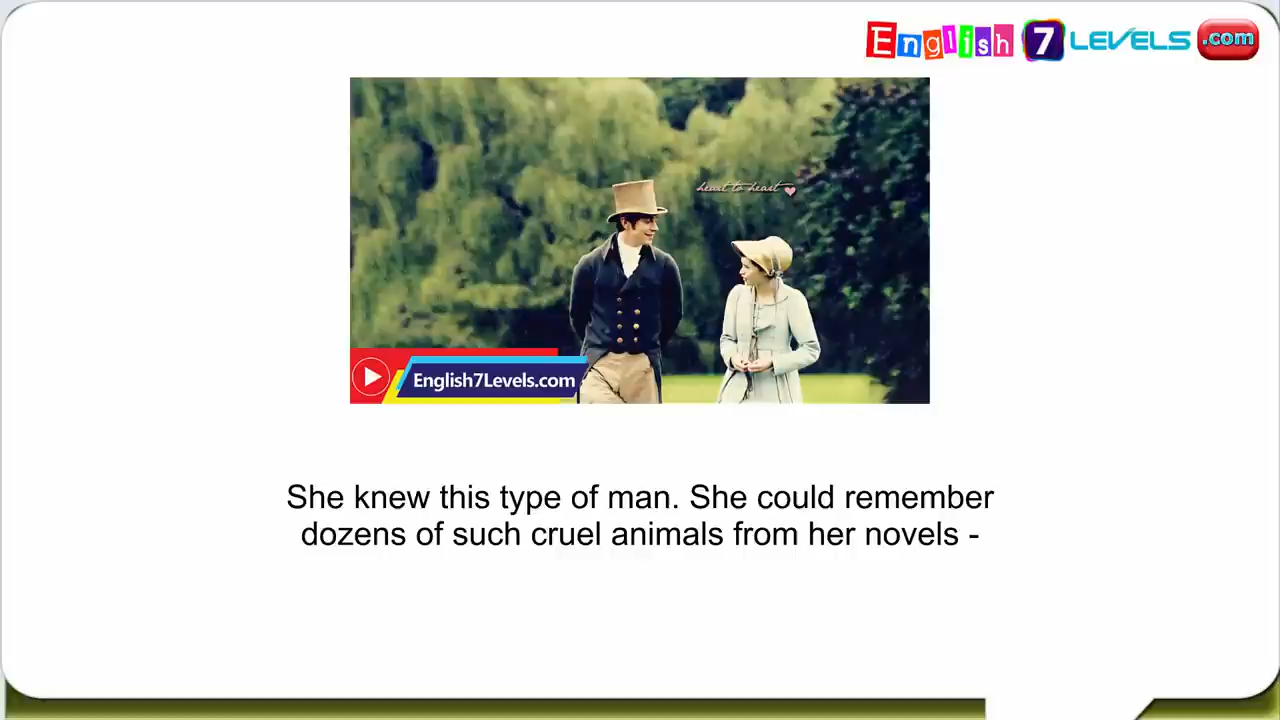 English 7 LEVELS .com
heart to heart
English7Levels.com
She knew this type of man. She could remember
dozens of such cruel animals from her novels -